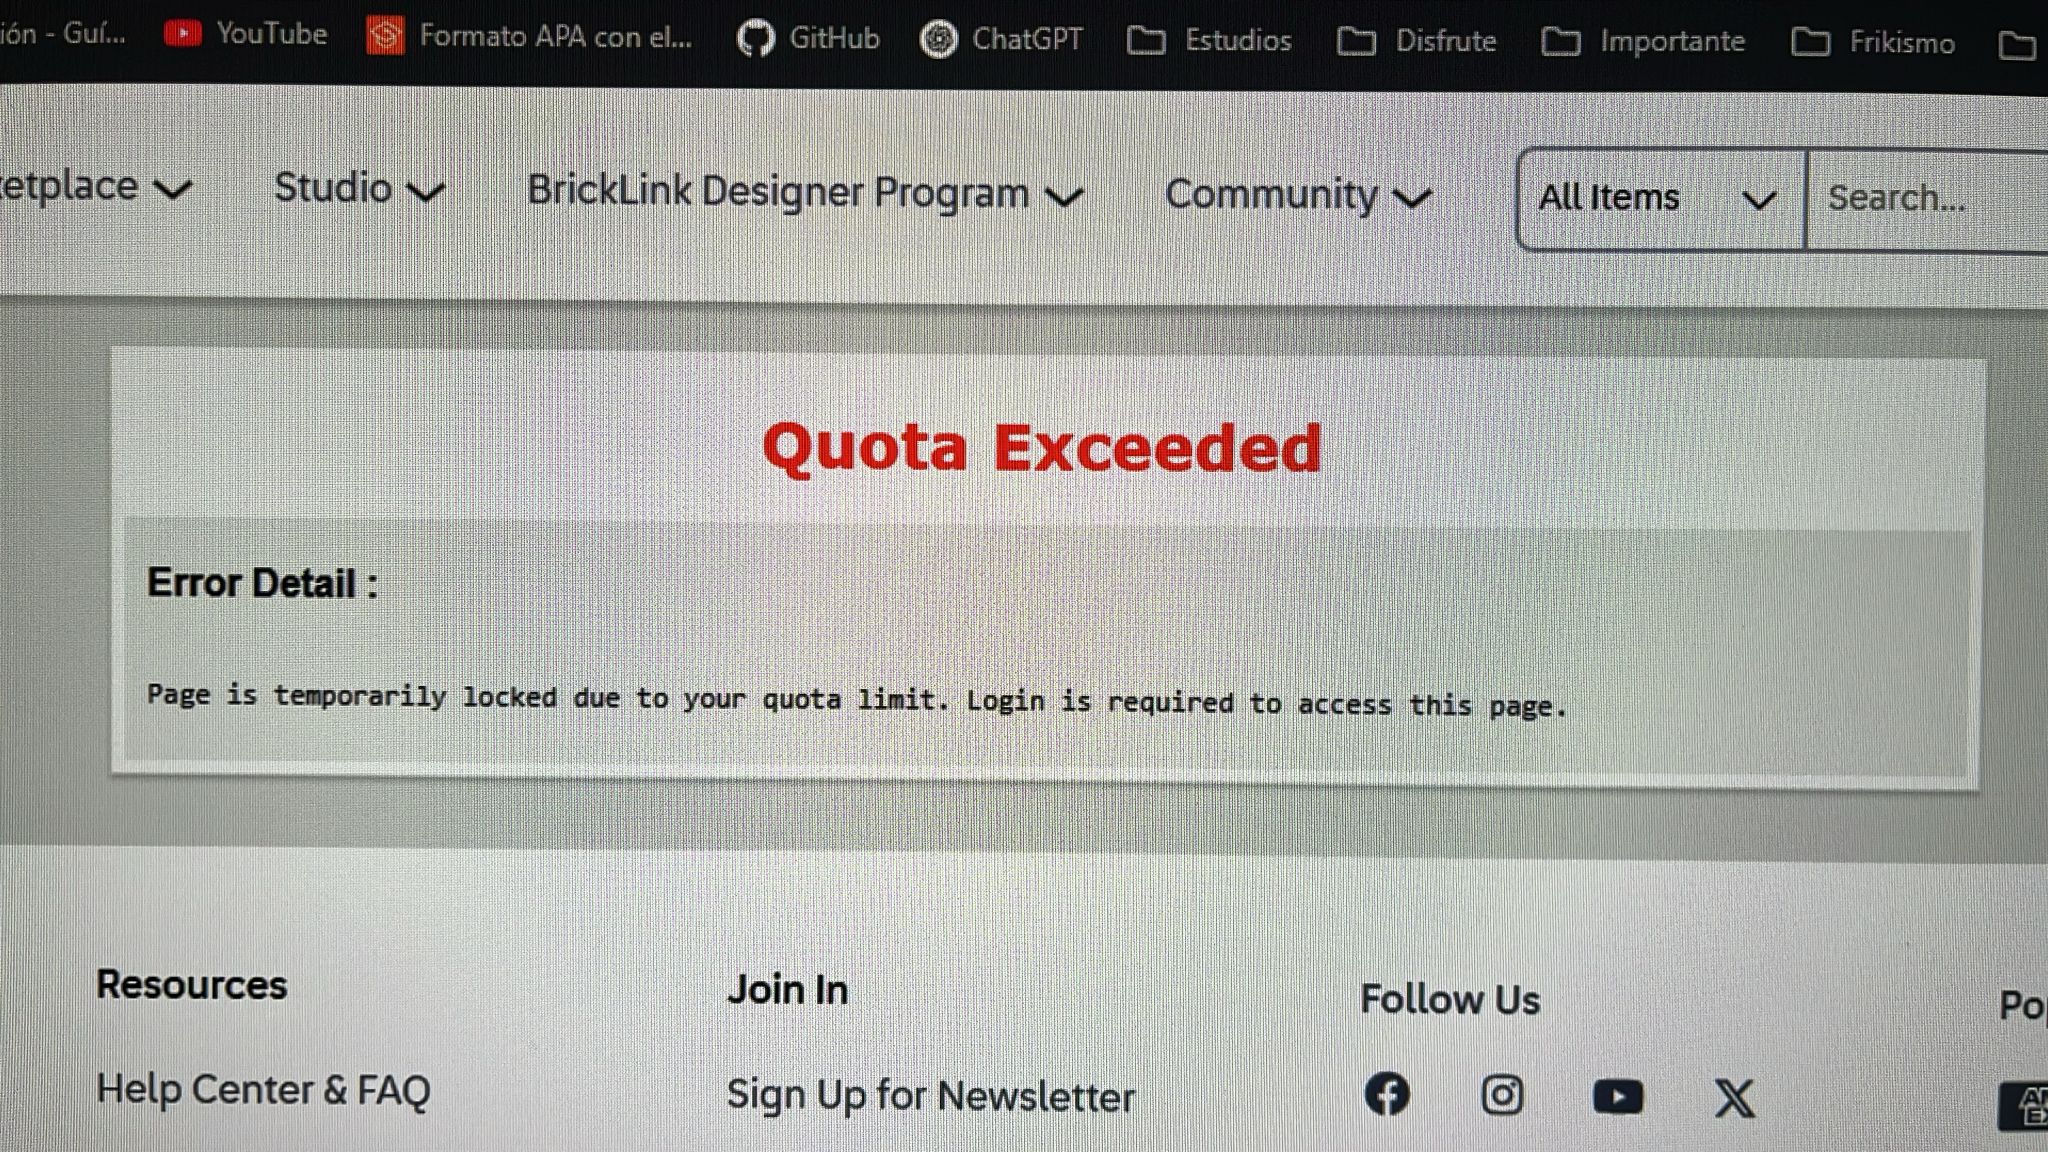 ión - Guí... YouTube Formato APA con el... GitHub ChatGPT Estudios Disfrute Importante Frikismo
etplace Studio BrickLink Designer Program Community All Items Search...
Quota Exceeded
Error Detail :
Page is temporarily locked due to your quota limit. Login is required to access this page.
Resources Join In Follow Us Po
Help Center & FAQ Sign Up for Newsletter